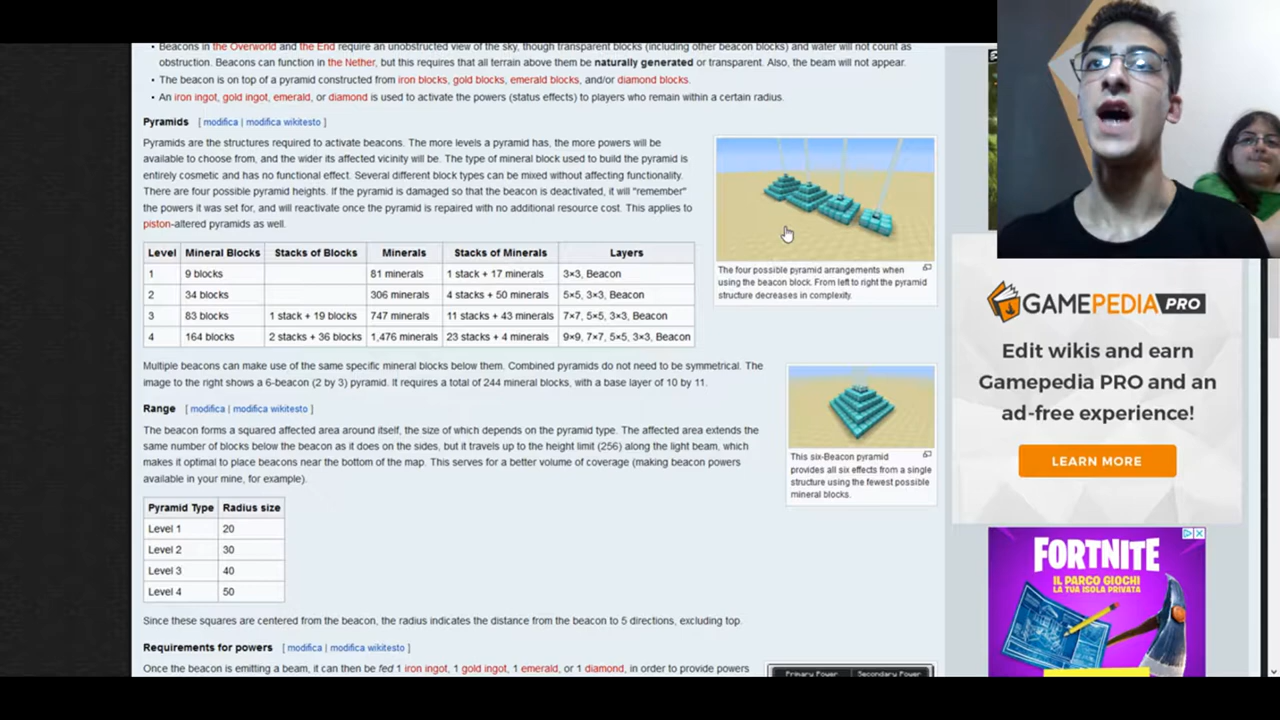 • Beacons in the Overworld and the End require an unobstructed view of the sky, though transparent blocks (including other beacon blocks) and water will not count as
obstruction. Beacons can function in the Nether, but this requires that all terrain above them be naturally generated or transparent. Also, the beam will not appear.
• The beacon is on top of a pyramid constructed from iron blocks, gold blocks, emerald blocks, and/or diamond blocks.
• An iron ingot, gold ingot, emerald, or diamond is used to activate the powers (status effects) to players who remain within a certain radius.
Pyramids [ modifica | modifica wikitesto ]
Pyramids are the structures required to activate beacons. The more levels a pyramid has, the more powers will be
available to choose from, and the wider its affected vicinity will be. The type of mineral block used to build the pyramid is
entirely cosmetic and has no functional effect. Several different block types can be mixed without affecting functionality.
There are four possible pyramid heights. If the pyramid is damaged so that the beacon is deactivated, it will "remember"
the powers it was set for, and will reactivate once the pyramid is repaired with no additional resource cost. This applies to
piston-altered pyramids as well.
Level Mineral Blocks Stacks of Blocks Minerals Stacks of Minerals Layers
1 9 blocks 81 minerals 1 stack + 17 minerals 3×3, Beacon
2 34 blocks 306 minerals 4 stacks + 50 minerals 5×5, 3×3, Beacon
3 83 blocks 1 stack + 19 blocks 747 minerals 11 stacks + 43 minerals 7×7, 5×5, 3×3, Beacon
4 164 blocks 2 stacks + 36 blocks 1,476 minerals 23 stacks + 4 minerals 9×9, 7×7, 5×5, 3×3, Beacon
The four possible pyramid arrangements when
using the beacon block. From left to right the pyramid
structure decreases in complexity.
Multiple beacons can make use of the same specific mineral blocks below them. Combined pyramids do not need to be symmetrical. The
image to the right shows a 6-beacon (2 by 3) pyramid. It requires a total of 244 mineral blocks, with a base layer of 10 by 11.
Range [ modifica | modifica wikitesto ]
The beacon forms a squared affected area around itself, the size of which depends on the pyramid type. The affected area extends the
same number of blocks below the beacon as it does on the sides, but it travels up to the height limit (256) along the light beam, which
makes it optimal to place beacons near the bottom of the map. This serves for a better volume of coverage (making beacon powers
available in your mine, for example).
This six-Beacon pyramid
provides all six effects from a single
structure using the fewest possible
mineral blocks.
Pyramid Type Radius size
Level 1 20
Level 2 30
Level 3 40
Level 4 50
Since these squares are centered from the beacon, the radius indicates the distance from the beacon to 5 directions, excluding top.
Requirements for powers [ modifica | modifica wikitesto ]
Once the beacon is emitting a beam, it can then be fed 1 iron ingot, 1 gold ingot, 1 emerald, or 1 diamond, in order to provide powers
Primary Power Secondary Power
GAMEPEDIA PRO
Edit wikis and earn
Gamepedia PRO and an
ad-free experience!
LEARN MORE
FORTNITE
IL PARCO GIOCHI
LA TUA ISOLA PRIVATA